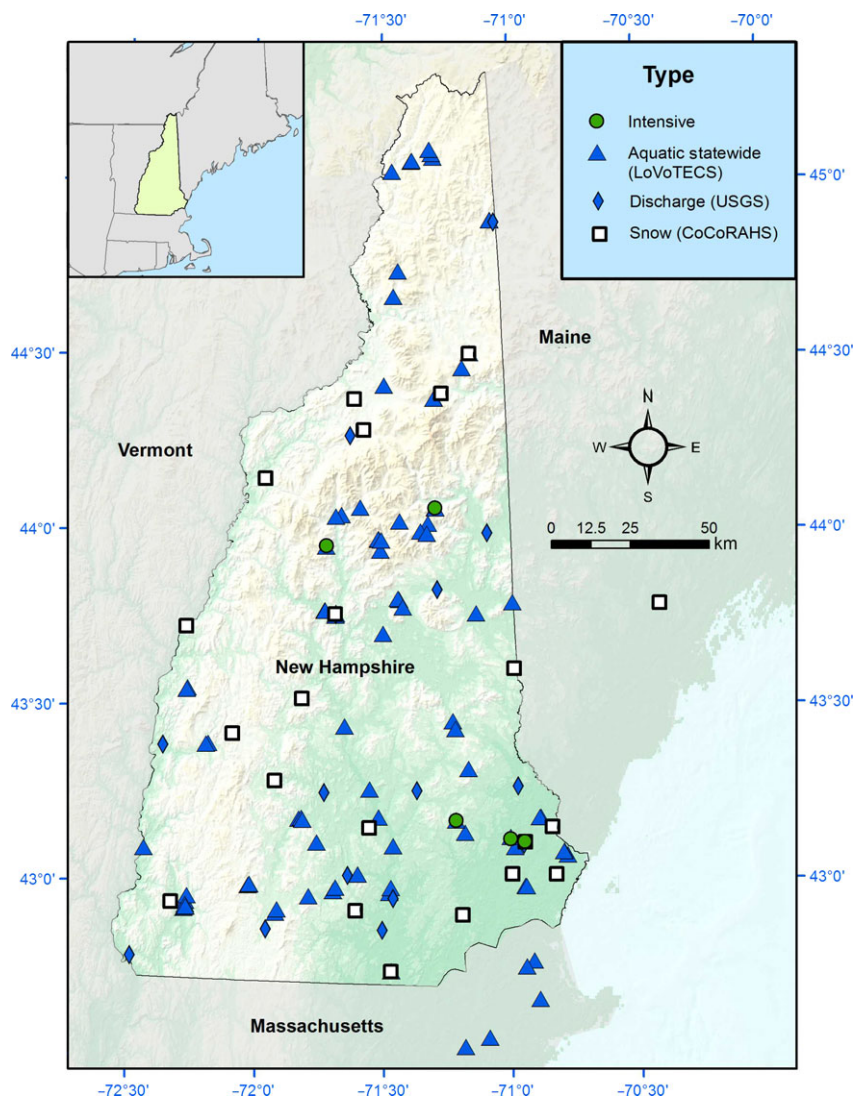 −71°30'
−71°0'
−70°30'
−70°0'
Type
Intensive
Aquatic statewide
(LoVoTECS)
Discharge (USGS)
Snow (CoCoRAHS)
45°0'
44°30'
44°30'
Maine
N
W
E
S
Vermont
44°0'
44°0'
0
12.5
25
50
km
New Hampshire
43°30'
43°30'
43°0'
43°0'
Massachusetts
−72°30'
−72°0'
−71°30'
−71°0'
−70°30'